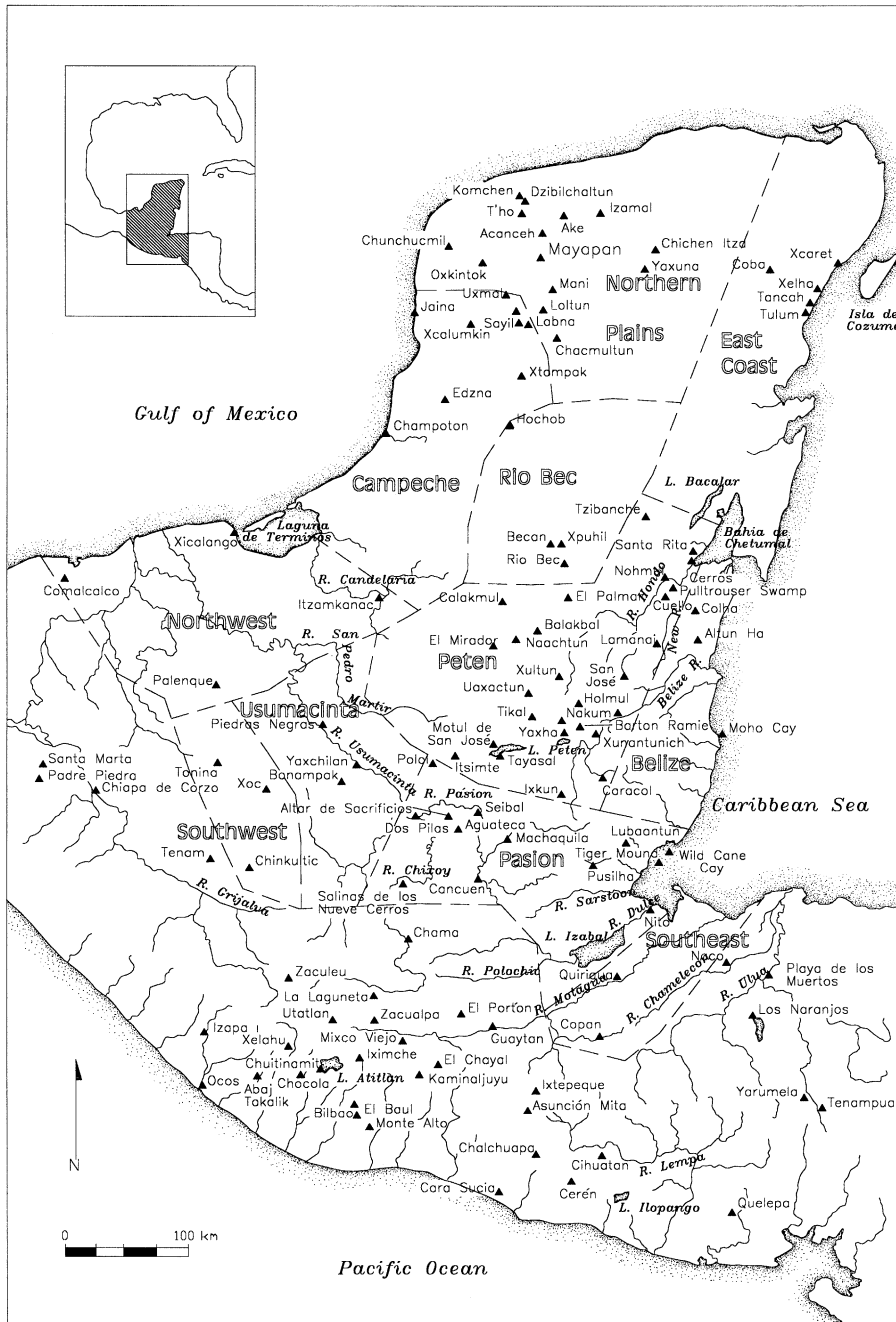 Komchen
Dzibilchaltun
T'ho
Izamal
Ake
Acanceh
Chunchucmil
Mayapan
Chichen Itza
Xcaret
Oxkintok
Yaxuna
Coba
Mani
Northern
Xelha
Uxmal
Tancah
Jaina
Loltun
Tulum
Isla de
Cozume
Xcalumkin
Sayil
Labna
Plains
East
Coast
Chacmultun
Xtampak
Edzna
Gulf of Mexico
Champoton
Hochob
Campeche
Rio Bec
L. Bacalar
Tzibanche
Laguna
de Terminos
Xicalango
Becan
Xpuhil
Santa Rita
Bahia de
Chetumal
Rio Bec
Nohmul
Comalcalco
R. Candelaria
Cerros
Pulltrouser Swamp
Itzamkanac
Calakmul
El Palmar
R. Hondo
Cuello
Colha
Northwest
Balakbal
R. San
Pedro
Martir
El Mirador
Naachtun
Lamanai
New R.
Altun Ha
Peten
Palenque
Xultun
San
José
Uaxactun
Belize R.
Usumacinta
Holmul
Piedras Negras
Tikal
Nakum
Motul de
San José
Barton Ramie
Moho Cay
Yaxha
Xunantunich
R. Usumacinta
Santa Marta
Tonina
Yaxchilan
Polol
L. Peten
Padre Piedra
Itsimte
Tayasal
Belize
Chiapa de Corzo
Xoc
Bonampak
R. Pasion
Ixkun
Caracol
Caribbean Sea
Altar de Sacrificios
Seibal
Southwest
Dos Pilas
Aguateca
Machaquila
Lubaantun
Tenam
Pasion
Tiger Mound
Wild Cane
Cay
Chinkultic
R. Chixoy
Pusilha
Cancuen
Salinas de los
Nueve Cerros
R. Grijalva
R. Sarstoon
R. Dulce
Nito
Chama
L. Izabal
Southeast
R. Polochic
Naco
Zaculeu
Quirigua
R. Motagua
R. Chamelecon
R. Ulua
Playa de los
Muertos
La Laguneta
Utatlan
Zacualpa
El Porton
Los Naranjos
Izapa
Copan
Guaytan
Xelahu
Mixco Viejo
Iximche
Chuitinamit
El Chayal
Ocos
Abaj
Takalik
Chocola
L. Atitlan
Kaminaljuyu
Ixtepeque
Yarumela
Bilbao
El Baul
Asunción Mita
Tenampua
Monte Alto
N
Chalchuapa
Cihuatan
R. Lempa
Cara Sucia
Cerén
L. Ilopango
Quelepa
0
100 km
Pacific Ocean